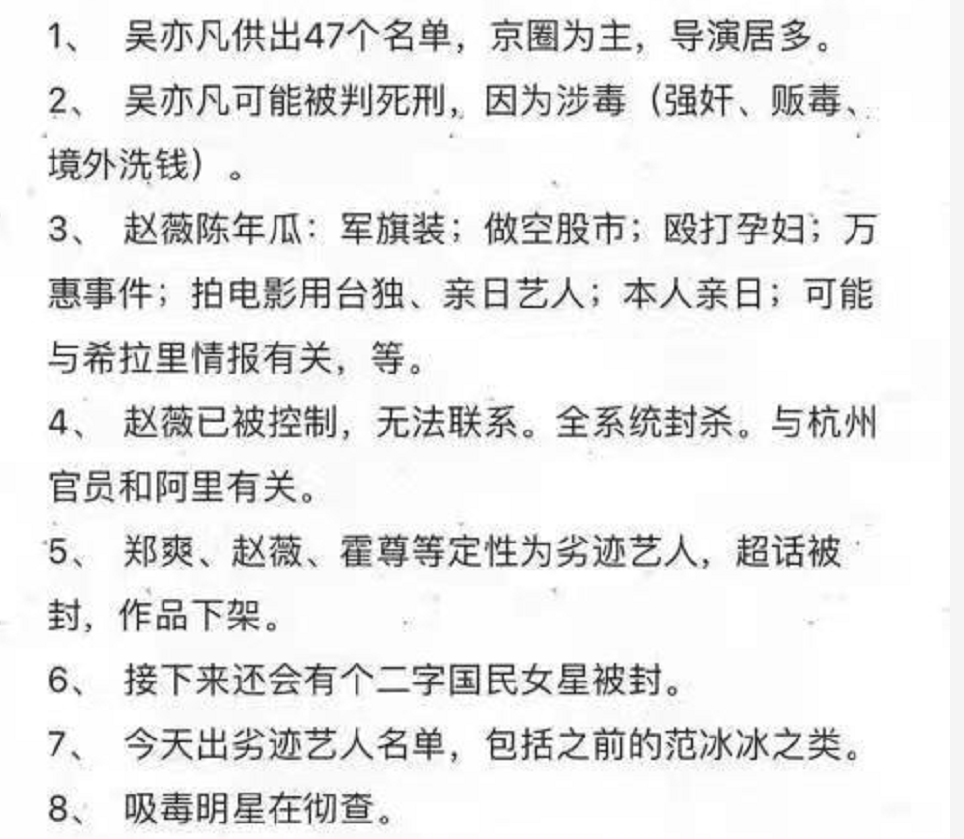 1、 吴亦凡供出47个名单，京圈为主，导演居多。
2、 吴亦凡可能被判死刑，因为涉毒（强奸、贩毒、
境外洗钱）。
3、 赵薇陈年瓜：军旗装；做空股市；殴打孕妇；万
惠事件；拍电影用台独、亲日艺人；本人亲日；可能
与希拉里情报有关，等。
4、 赵薇已被控制，无法联系。全系统封杀。与杭州
官员和阿里有关。
5、 郑爽、赵薇、霍尊等定性为劣迹艺人，超话被
封，作品下架。
6、 接下来还会有个二字国民女星被封。
7、 今天出劣迹艺人名单，包括之前的范冰冰之类。
8、 吸毒明星在彻查。